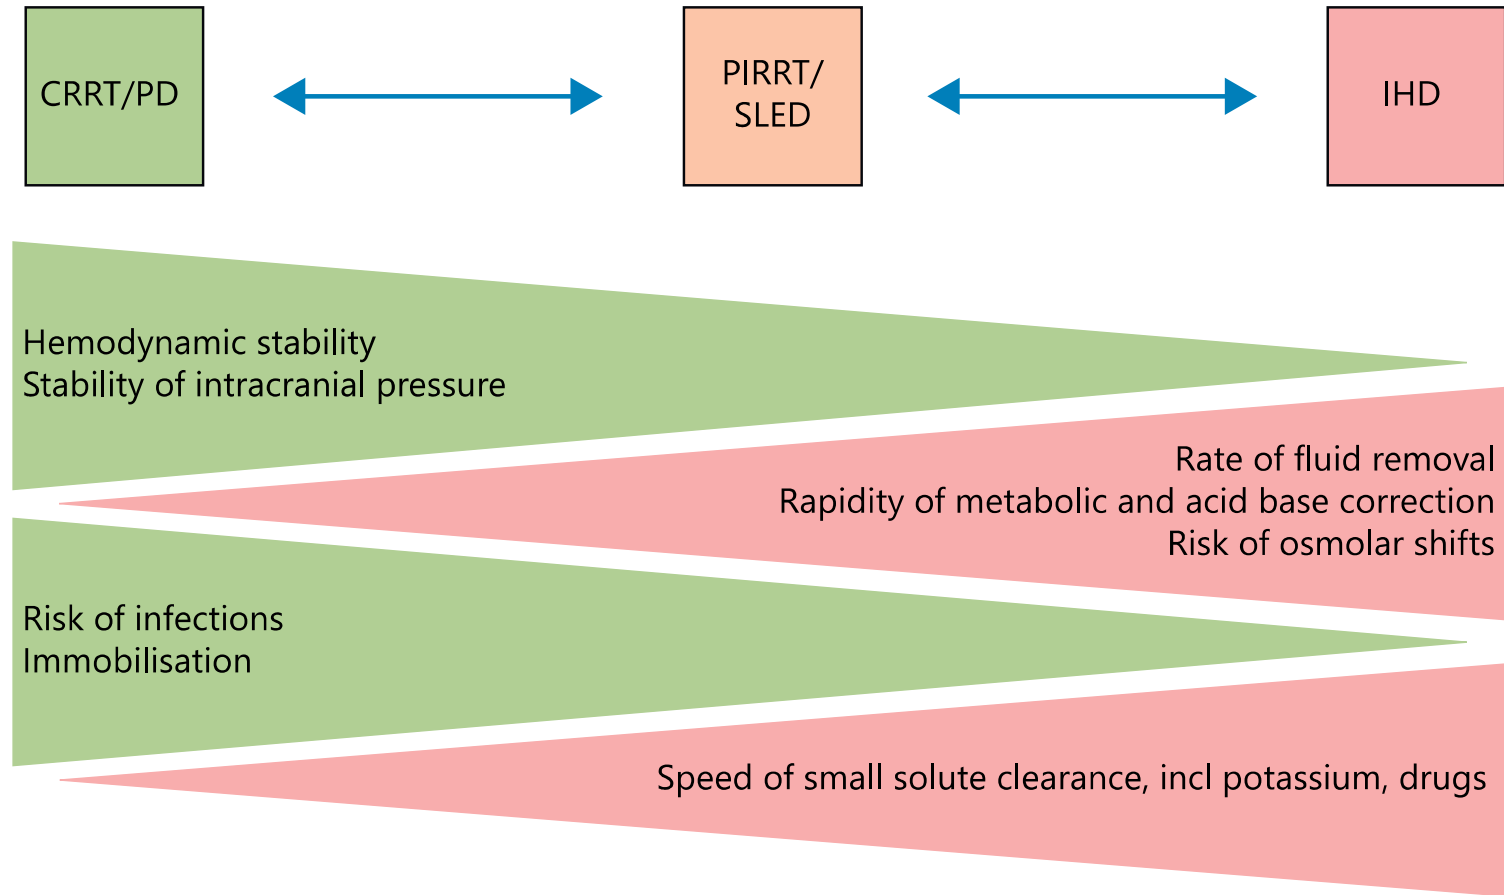 CRRT/PD
PIRRT/
SLED
IHD
Hemodynamic stability
Stability of intracranial pressure
Rate of fluid removal
Rapidity of metabolic and acid base correction
Risk of osmolar shifts
Risk of infections
Immobilisation
Speed of small solute clearance, incl potassium, drugs